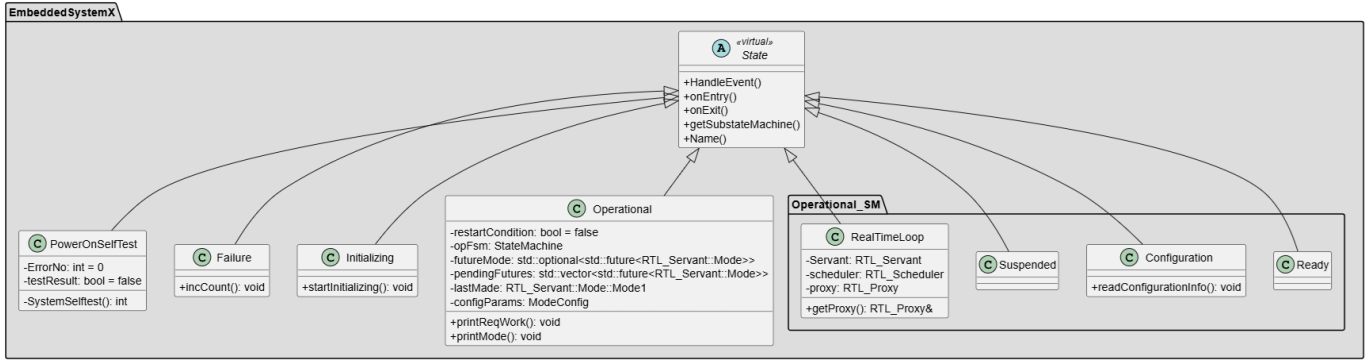 EmbeddedSystemX
A
«virtual»
State
+HandleEvent()
+onEntry()
+onExit()
+getSubstateMachine()
+Name()
C PowerOnSelfTest
-ErrorNo: int = 0
-testResult: bool = false
-SystemSelftest(): int
C Failure
+incCount(): void
C Initializing
+startInitializing(): void
C Operational
-restartCondition: bool = false
-opFsm: StateMachine
-futureMode: std::optional<std::future<RTL_Servant::Mode>>
-pendingFutures: std::vector<std::future<RTL_Servant::Mode>>
-lastMade: RTL_Servant::Mode::Mode1
-configParams: ModeConfig
+printReqWork(): void
+printMode(): void
Operational_SM
C RealTimeLoop
-Servant: RTL_Servant
-scheduler: RTL_Scheduler
-proxy: RTL_Proxy
+getProxy(): RTL_Proxy&
C Suspended
C Configuration
+readConfigurationInfo(): void
C Ready